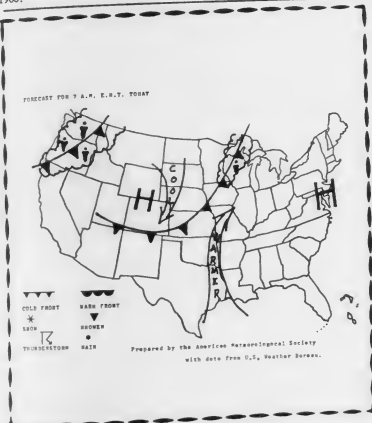 FORECAST FOR 7 A.M. E.S.T. TODAY
COOL
H
H
WARMER
COLD FRONT WARM FRONT
SNOW SHOWER
THUNDERSTORM RAIN
Prepared by the American Meteorological Society
with data from U.S. Weather Bureau.